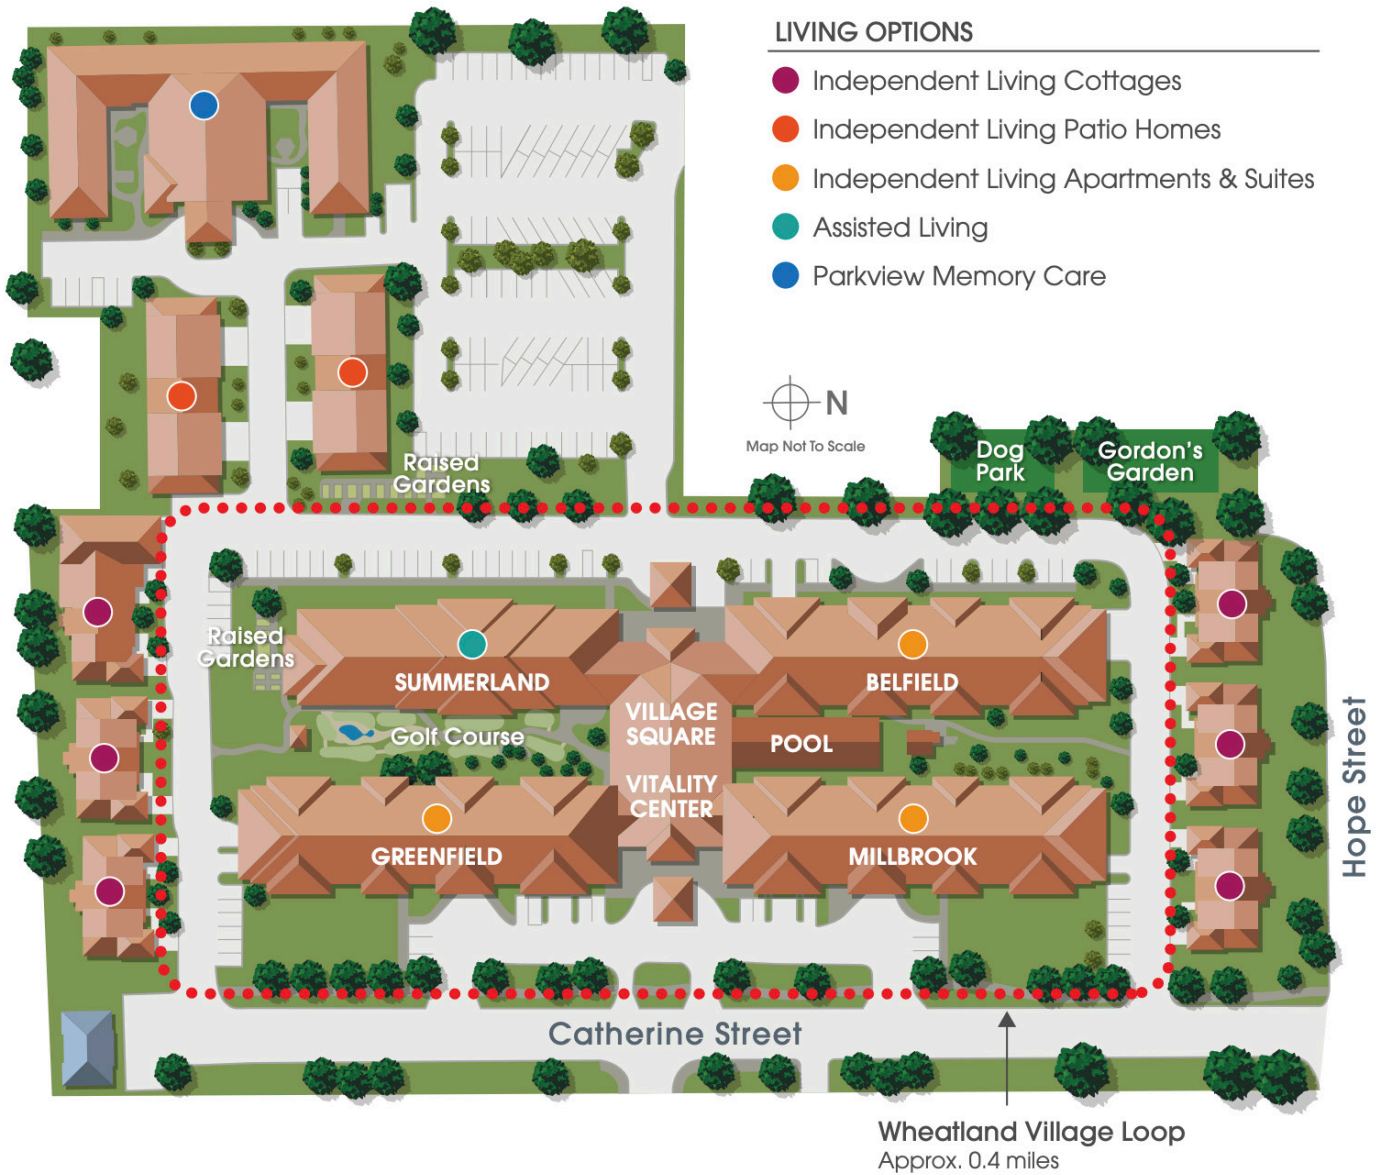 LIVING OPTIONS
Independent Living Cottages
Independent Living Patio Homes
Independent Living Apartments & Suites
Assisted Living
Parkview Memory Care
N
Map Not To Scale
Dog
Park
Gordon's
Garden
Raised
Gardens
Raised
Gardens
SUMMERLAND
BELFIELD
VILLAGE
SQUARE
POOL
Golf Course
VITALITY
CENTER
GREENFIELD
MILLBROOK
Hope Street
Catherine Street
Wheatland Village Loop
Approx. 0.4 miles